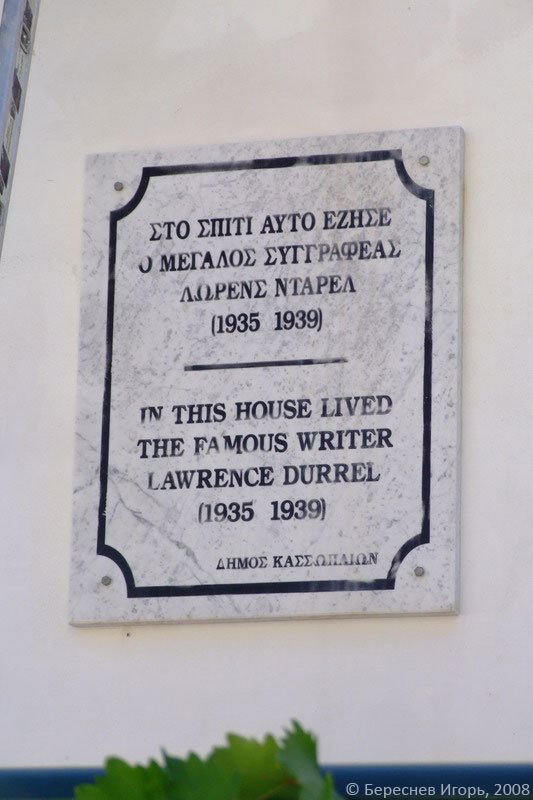 ΣΤΟ ΣΠΙΤΙ ΑΥΤΟ ΕΖΗΣΕ
Ο ΜΕΓΑΛΟΣ ΣΥΓΓΡΑΦΕΑΣ
ΛΩΡΕΝΣ ΝΤΑΡΕΛ
(1935 1939)
IN THIS HOUSE LIVED
THE FAMOUS WRITER
LAWRENCE DURREL
(1935 1939)
ΔΗΜΟΣ ΚΑΣΣΩΠΑΙΩΝ
© Береснев Игорь, 2008